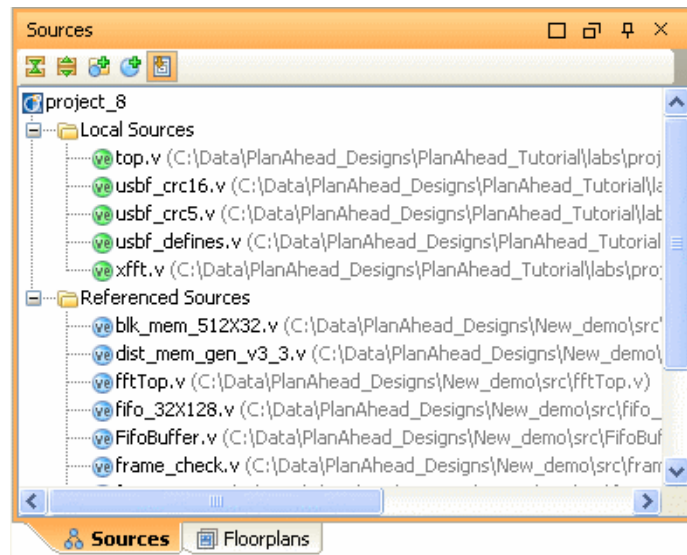 Sources
project_8
Local Sources
top.v (C:\Data\PlanAhead_Designs\PlanAhead_Tutorial\labs\proj
usbf_crc16.v (C:\Data\PlanAhead_Designs\PlanAhead_Tutorial\la
usbf_crc5.v (C:\Data\PlanAhead_Designs\PlanAhead_Tutorial\lab
usbf_defines.v (C:\Data\PlanAhead_Designs\PlanAhead_Tutorial
xfft.v (C:\Data\PlanAhead_Designs\PlanAhead_Tutorial\labs\proj
Referenced Sources
blk_mem_512X32.v (C:\Data\PlanAhead_Designs\New_demo\src\
dist_mem_gen_v3_3.v (C:\Data\PlanAhead_Designs\New_demo\
fftTop.v (C:\Data\PlanAhead_Designs\New_demo\src\fftTop.v)
fifo_32X128.v (C:\Data\PlanAhead_Designs\New_demo\src\fifo_
FifoBuffer.v (C:\Data\PlanAhead_Designs\New_demo\src\FifoBuf
frame_check.v (C:\Data\PlanAhead_Designs\New_demo\src\fram
Sources Floorplans